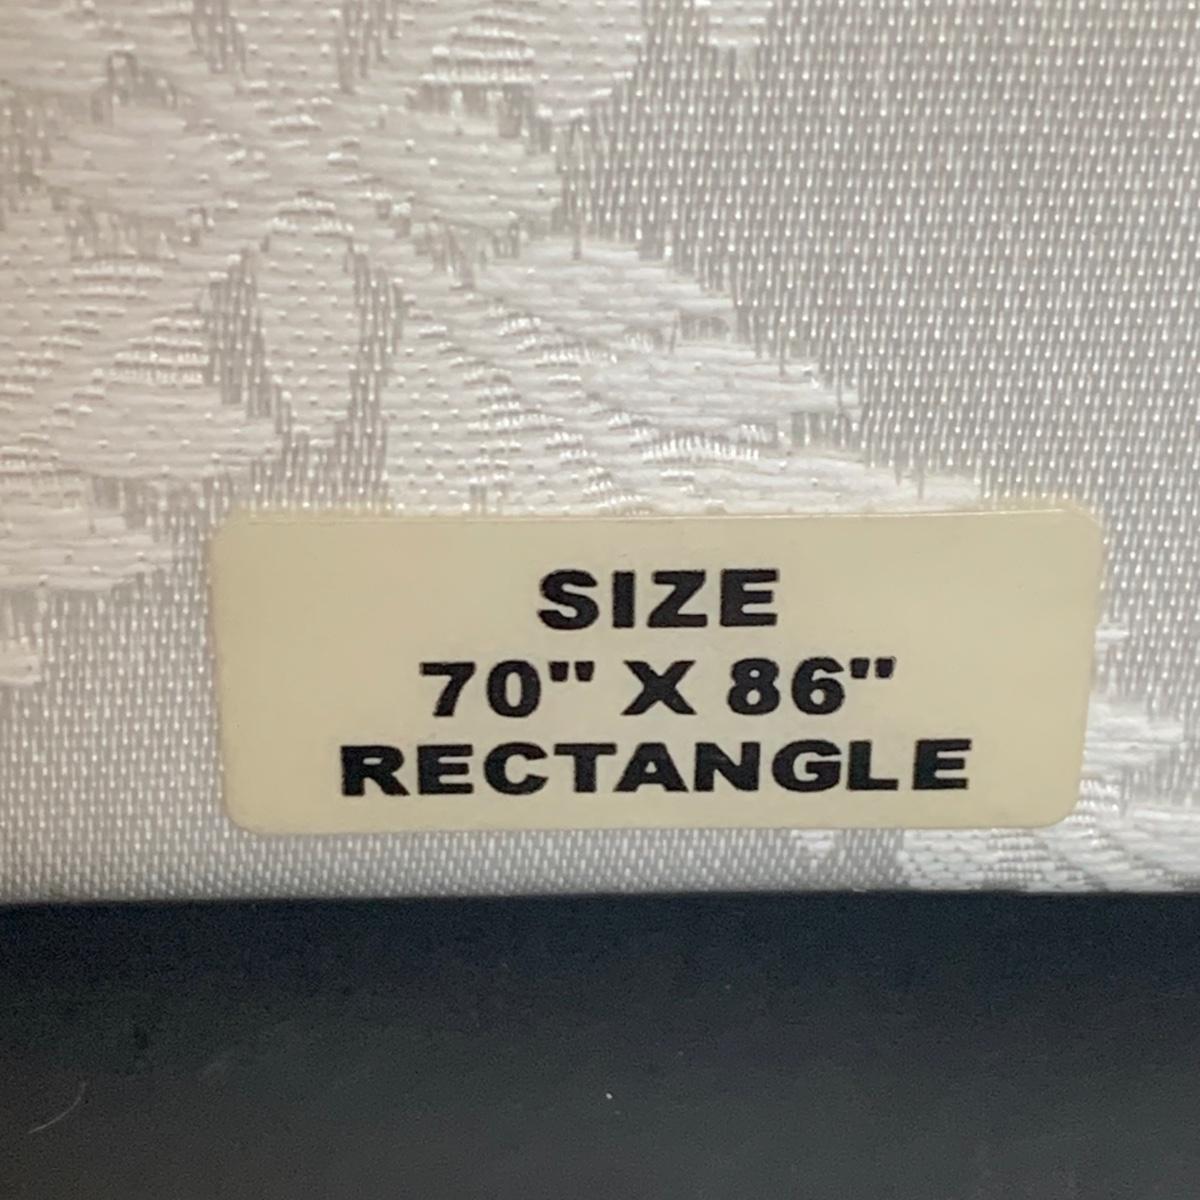 SIZE
70" X 86"
RECTANGLE